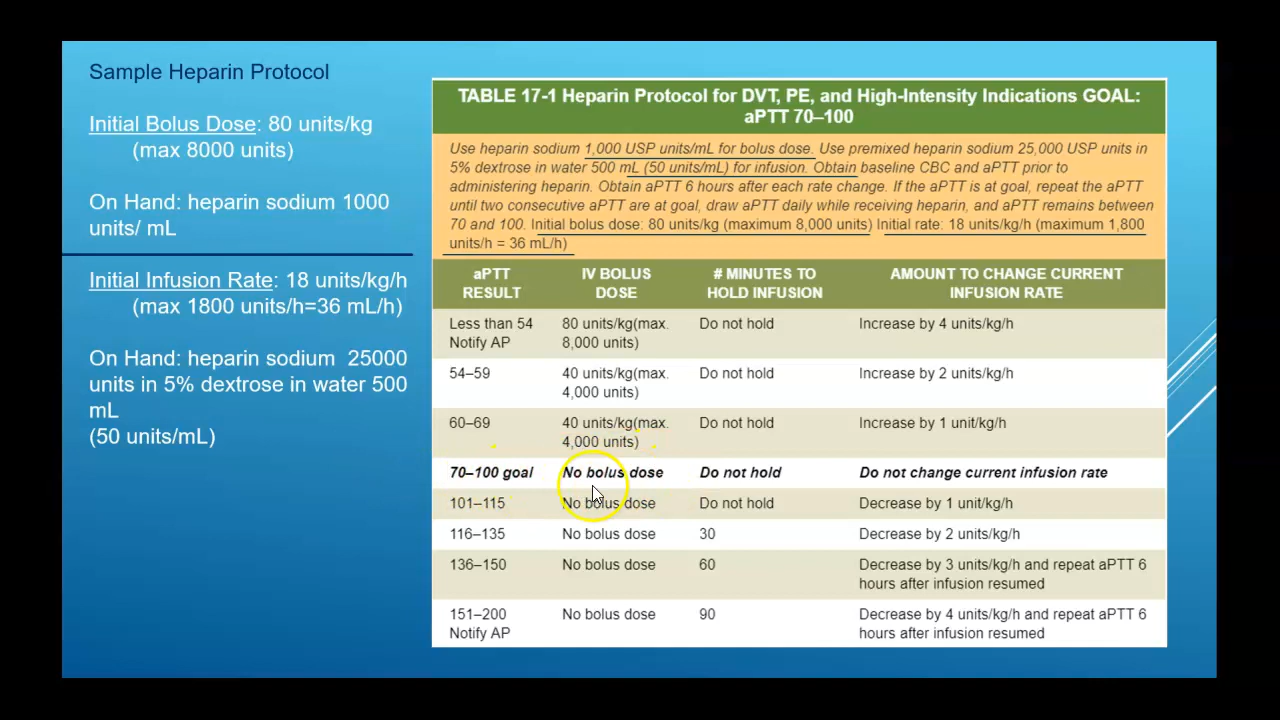 Sample Heparin Protocol
Initial Bolus Dose: 80 units/kg
(max 8000 units)
On Hand: heparin sodium 1000
units/ mL
Initial Infusion Rate: 18 units/kg/h
(max 1800 units/h=36 mL/h)
On Hand: heparin sodium 25000
units in 5% dextrose in water 500
mL
(50 units/mL)
TABLE 17-1 Heparin Protocol for DVT, PE, and High-Intensity Indications GOAL:
aPTT 70–100
Use heparin sodium 1,000 USP units/mL for bolus dose. Use premixed heparin sodium 25,000 USP units in
5% dextrose in water 500 mL (50 units/mL) for infusion. Obtain baseline CBC and aPTT prior to
administering heparin. Obtain aPTT 6 hours after each rate change. If the aPTT is at goal, repeat the aPTT
until two consecutive aPTT are at goal, draw aPTT daily while receiving heparin, and aPTT remains between
70 and 100. Initial bolus dose: 80 units/kg (maximum 8,000 units) Initial rate: 18 units/kg/h (maximum 1,800
units/h = 36 mL/h)
aPTT RESULT IV BOLUS DOSE # MINUTES TO HOLD INFUSION AMOUNT TO CHANGE CURRENT INFUSION RATE
Less than 54 Notify AP 80 units/kg(max. 8,000 units) Do not hold Increase by 4 units/kg/h
54–59 40 units/kg(max. 4,000 units) Do not hold Increase by 2 units/kg/h
60–69 40 units/kg(max. 4,000 units) Do not hold Increase by 1 unit/kg/h
70–100 goal No bolus dose Do not hold Do not change current infusion rate
101–115 No bolus dose Do not hold Decrease by 1 unit/kg/h
116–135 No bolus dose 30 Decrease by 2 units/kg/h
136–150 No bolus dose 60 Decrease by 3 units/kg/h and repeat aPTT 6 hours after infusion resumed
151–200 Notify AP No bolus dose 90 Decrease by 4 units/kg/h and repeat aPTT 6 hours after infusion resumed